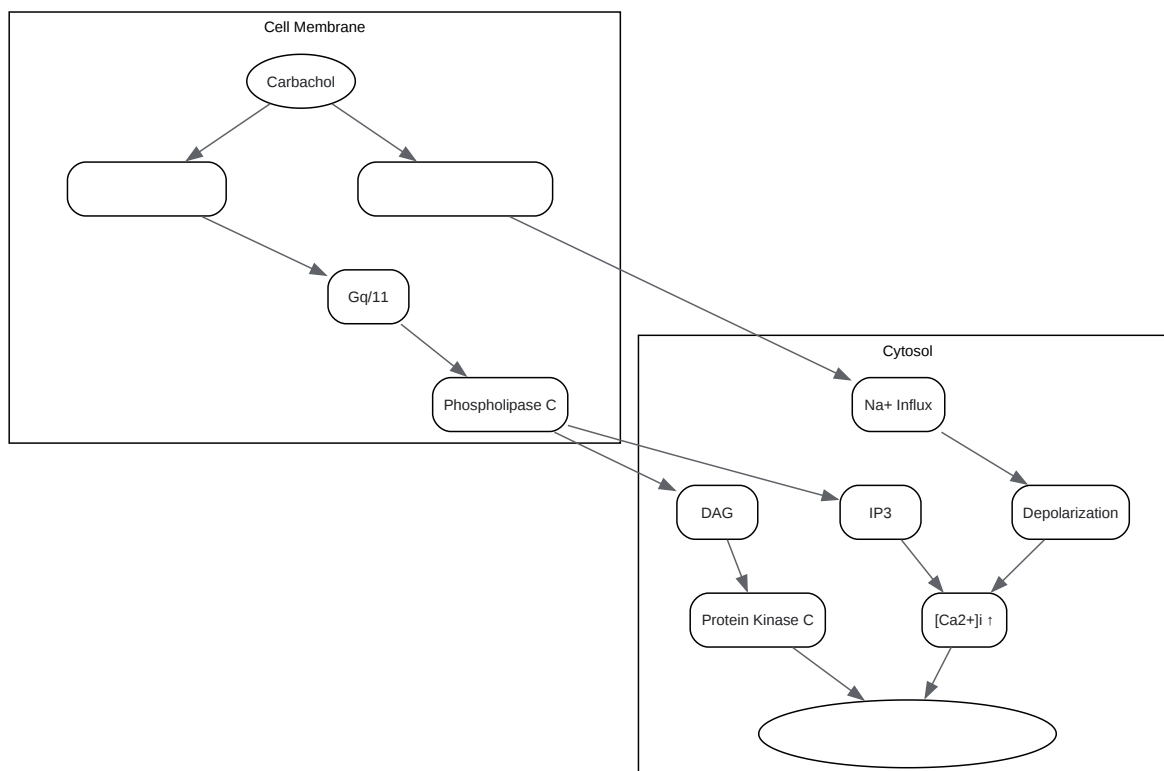 Cell Membrane
Carbachol
Gq/11
Cytosol
Phospholipase C
Na+ Influx
DAG
IP3
Depolarization
Protein Kinase C
[Ca2+]i ↑